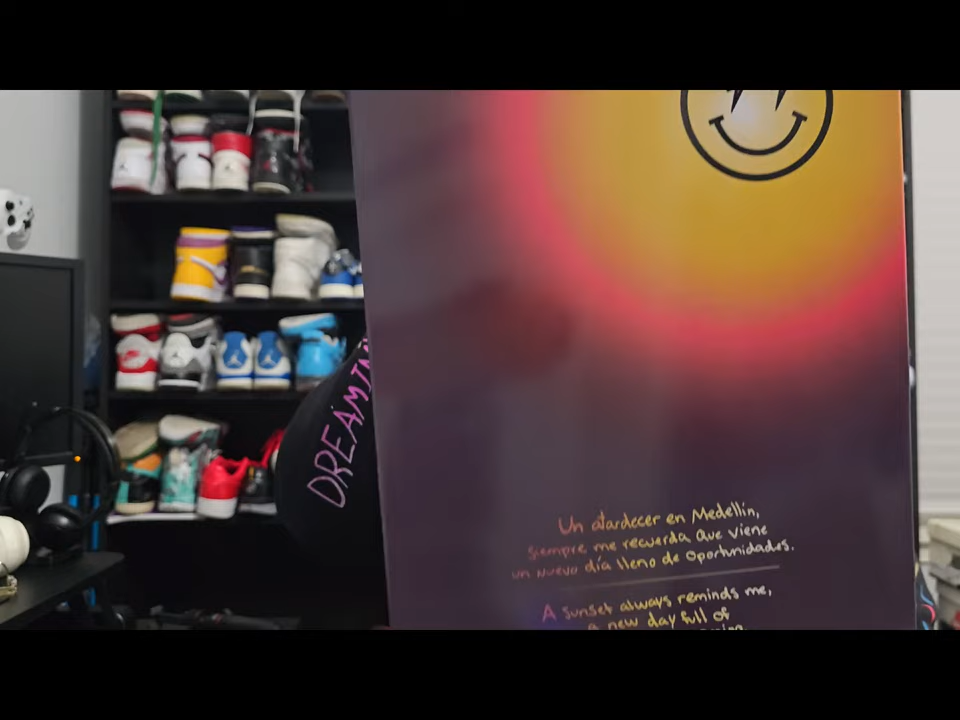 DREAMING
Un atardecer en Medellín,
siempre me recuerda que viene
un nuevo día lleno de oportunidades.
A sunset always reminds me,
a new day full of